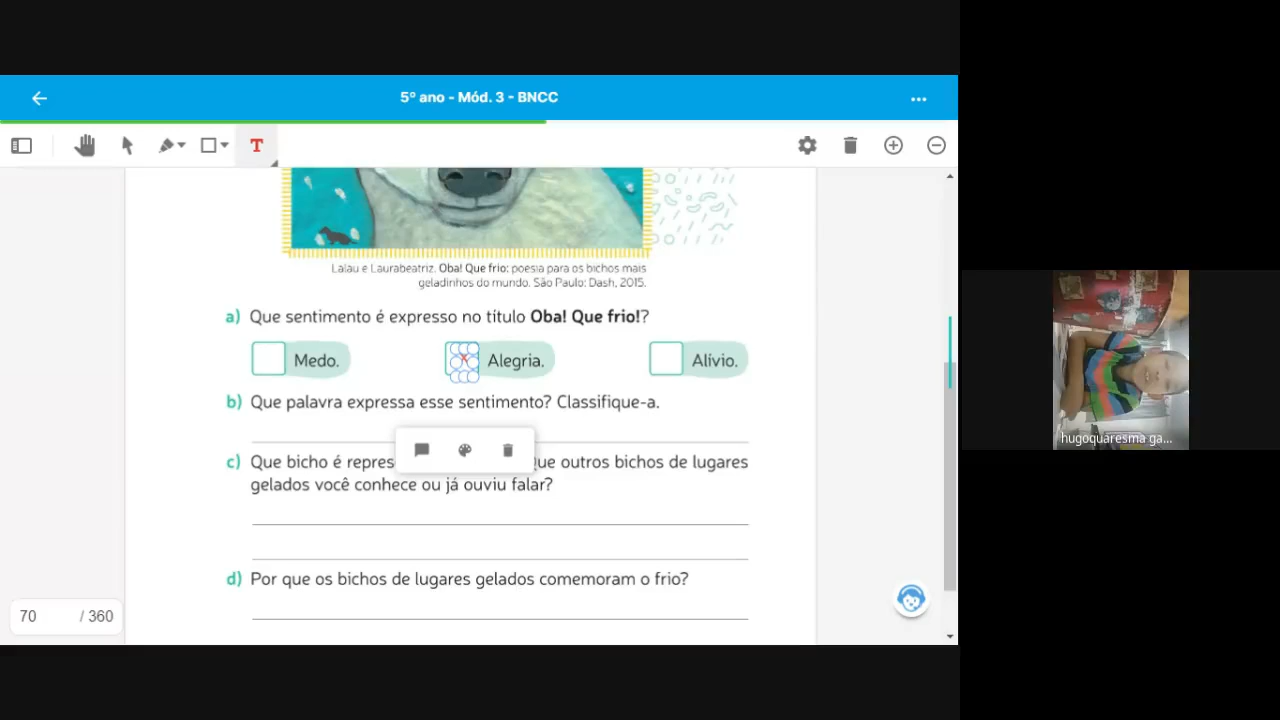 5º ano - Mód. 3 - BNCC
T
Lalau e Laurabeatriz. Oba! Que frio: poesia para os bichos mais
geladinhos do mundo. São Paulo: Dash, 2015.
a) Que sentimento é expresso no título Oba! Que frio!?
Medo. x Alegria. Alívio.
b) Que palavra expressa esse sentimento? Classifique-a.
c) Que bicho é repres ue outros bichos de lugares
gelados você conhece ou já ouviu falar?
d) Por que os bichos de lugares gelados comemoram o frio?
70 / 360
hugoquaresma ga...